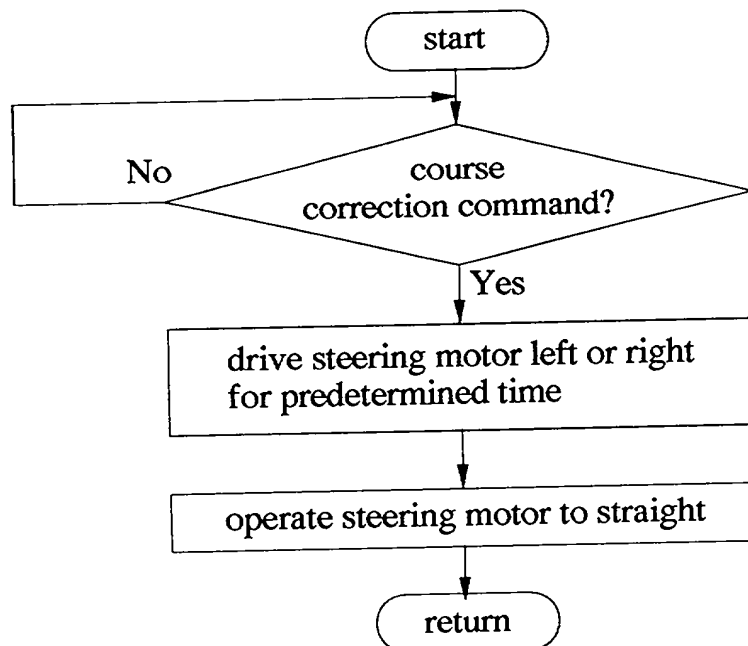 start
No
course
correction command?
Yes
drive steering motor left or right
for predetermined time
operate steering motor to straight
return